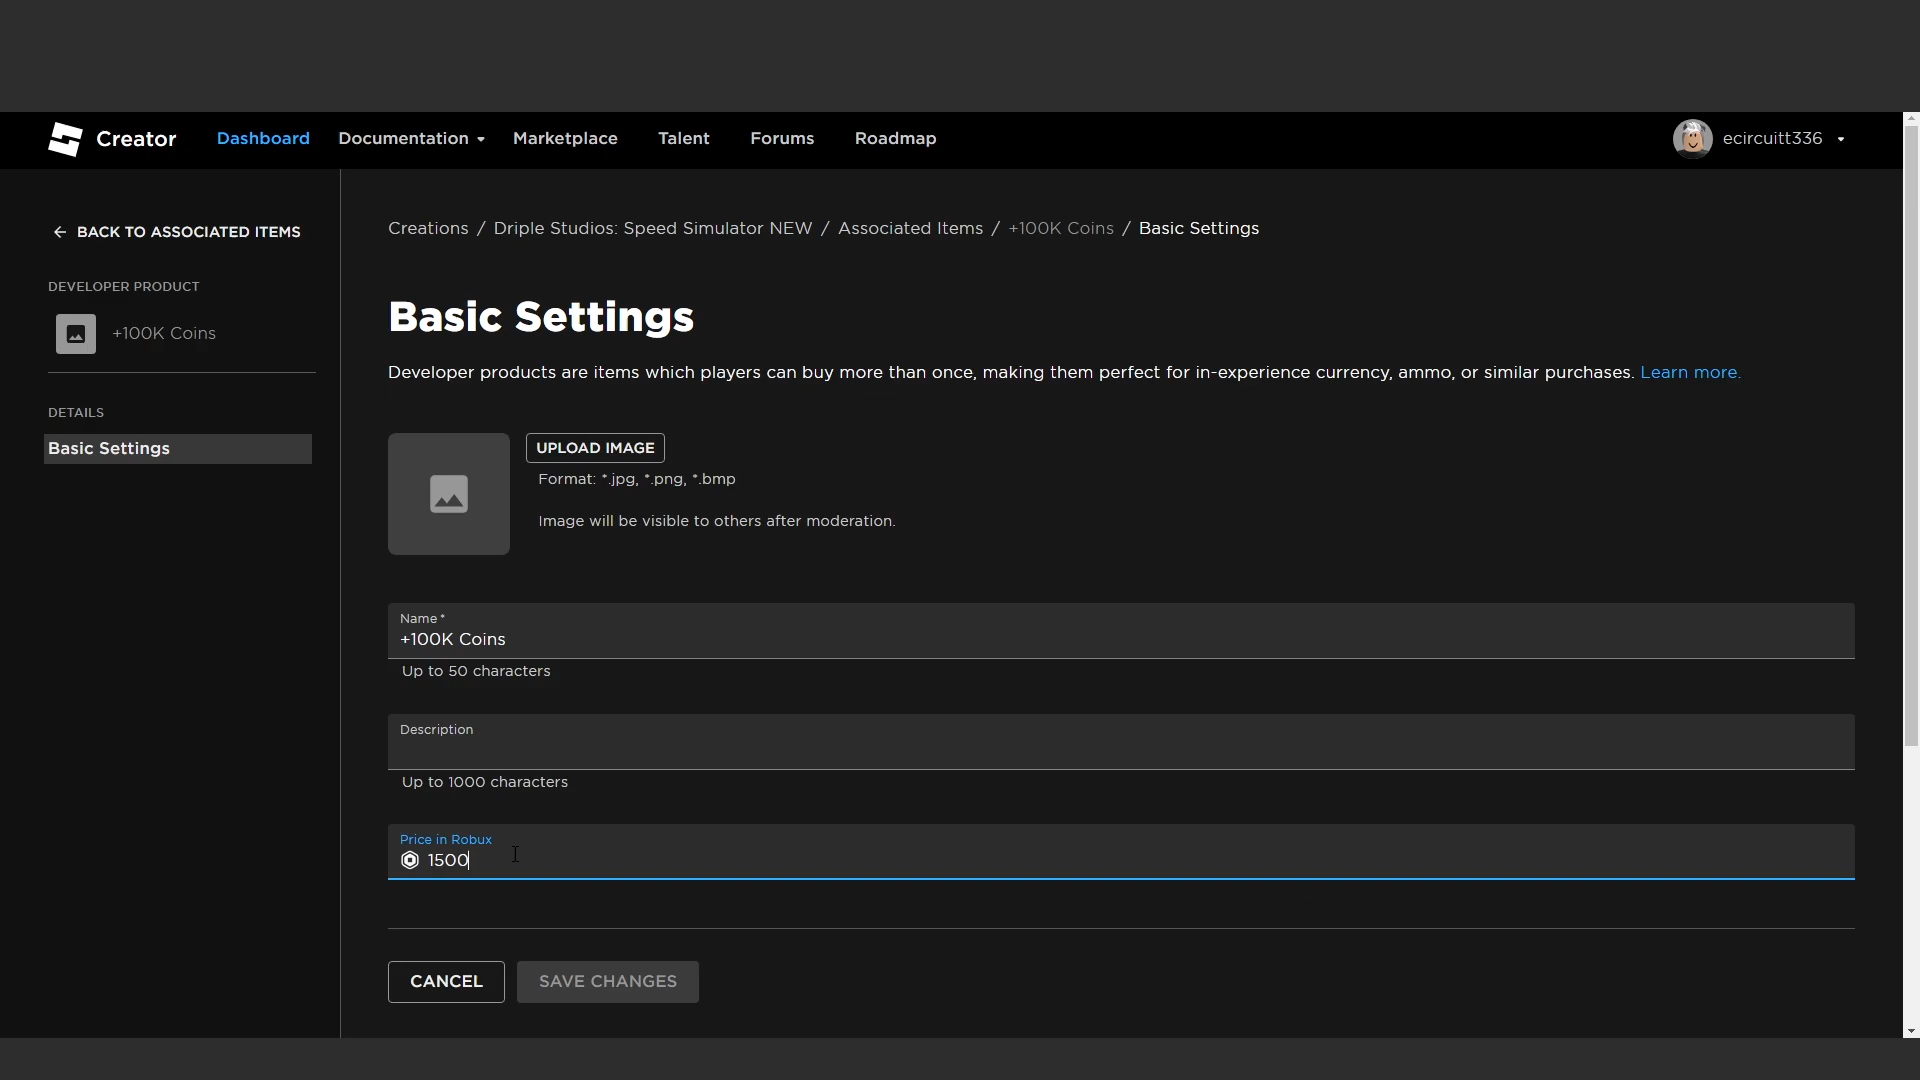 Creator
Dashboard
Documentation
Marketplace
Talent
Forums
Roadmap
ecircuitt336
BACK TO ASSOCIATED ITEMS
DEVELOPER PRODUCT
+100K Coins
DETAILS
Basic Settings
Creations / Driple Studios: Speed Simulator NEW / Associated Items / +100K Coins / Basic Settings
Basic Settings
Developer products are items which players can buy more than once, making them perfect for in-experience currency, ammo, or similar purchases. Learn more.
UPLOAD IMAGE
Format: *.jpg, *.png, *.bmp
Image will be visible to others after moderation.
Name*
+100K Coins
Up to 50 characters
Description
Up to 1000 characters
Price in Robux
1500
CANCEL
SAVE CHANGES